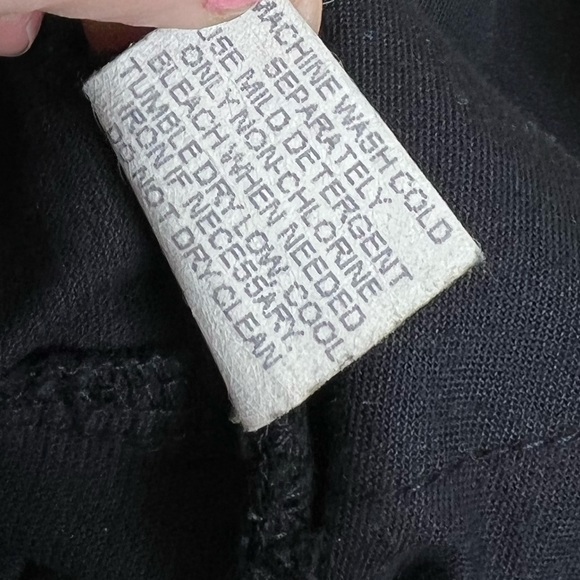 MACHINE WASH COLD
SEPARATELY.
USE MILD DETERGENT
ONLY NON-CHLORINE
BLEACH WHEN NEEDED
TUMBLE DRY LOW. COOL
IRON IF NECESSARY.
DO NOT DRY CLEAN